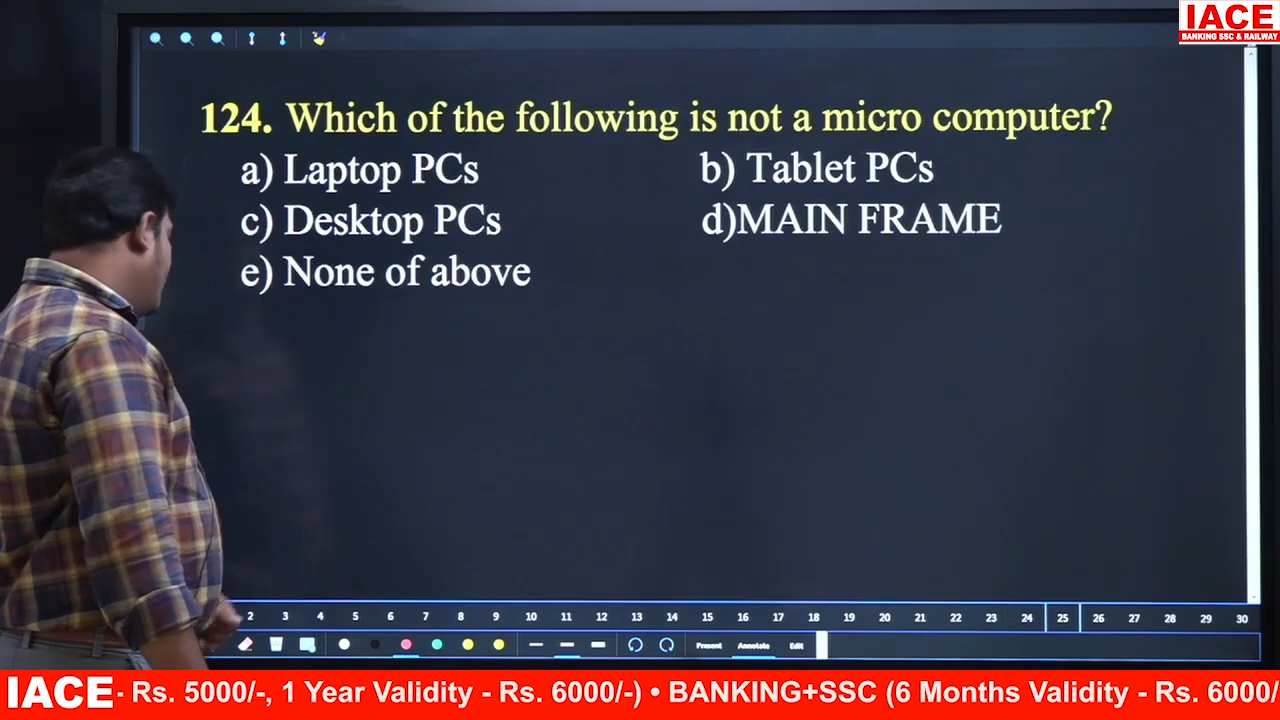 IACE
BANKING SSC & RAILWAY
124. Which of the following is not a micro computer?
a) Laptop PCs
b) Tablet PCs
c) Desktop PCs
d)MAIN FRAME
e) None of above
2 3 4 5 6 7 8 9 10 11 12 13 14 15 16 17 18 19 20 21 22 23 24 25 26 27 28 29 30
Present Annotate Edit
IACE - Rs. 5000/-, 1 Year Validity - Rs. 6000/-) • BANKING+SSC (6 Months Validity - Rs. 6000/